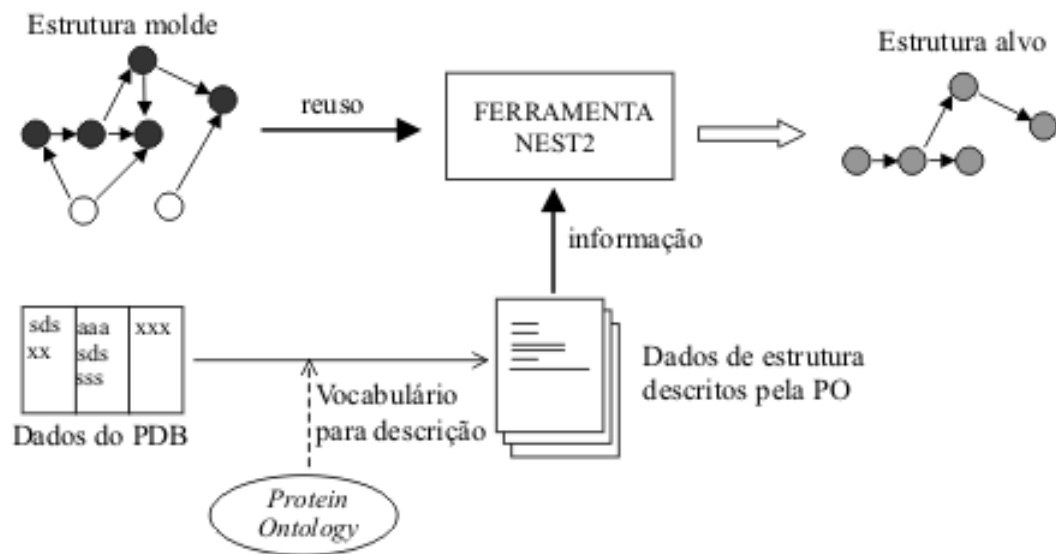 Estrutura molde
Estrutura alvo
reuso
FERRAMENTA
NEST2
informação
sds
xx
aaa
sds
sss
xxx
Dados do PDB
Vocabulário
para descrição
Dados de estrutura
descritos pela PO
Protein
Ontology